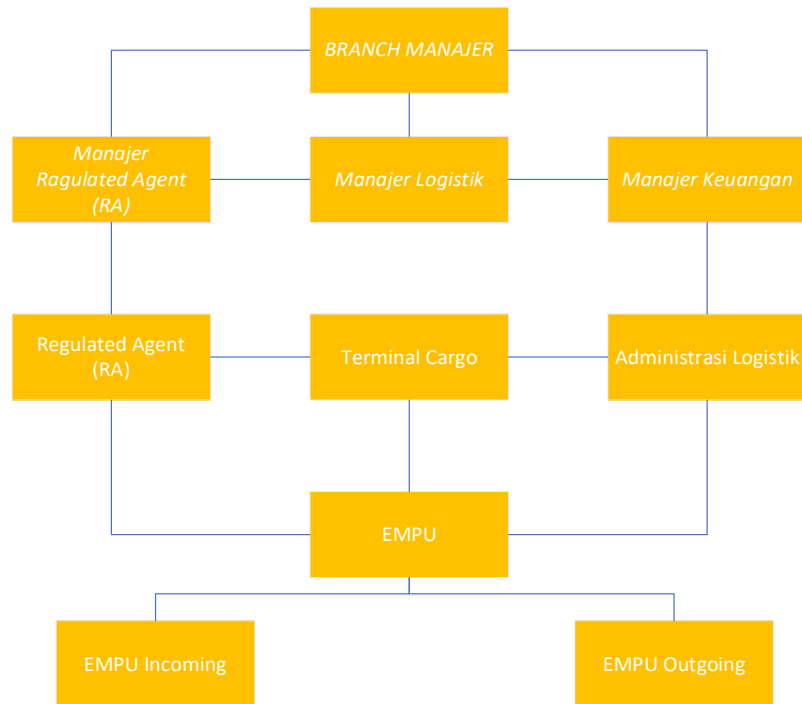 BRANCH MANAJER
Manajer
Ragulated Agent
(RA)
Manajer Logistik
Manajer Keuangan
Regulated Agent
(RA)
Terminal Cargo
Administrasi Logistik
EMPU
EMPU Incoming
EMPU Outgoing